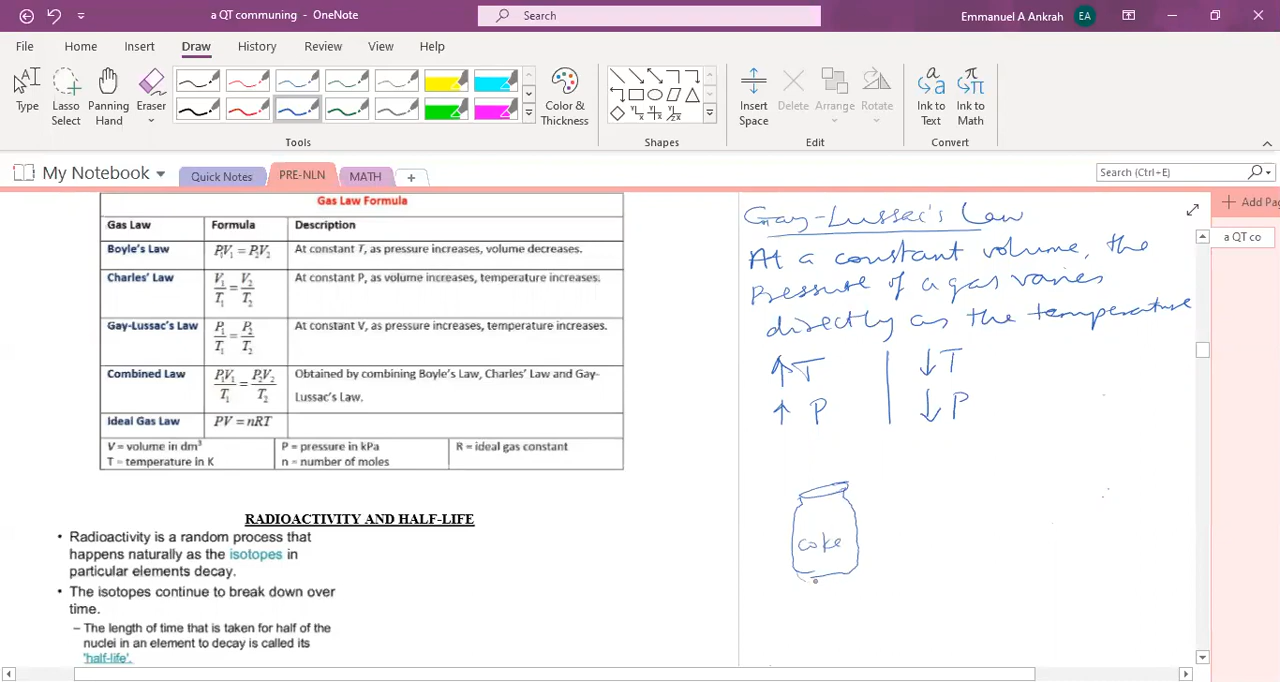 a QT communing - OneNote
Search
Emmanuel A Ankrah
EA
File Home Insert Draw History Review View Help
Type
Lasso Select
Panning Hand
Eraser
Color & Thickness
Insert Space
Delete
Arrange
Rotate
Ink to Text
Ink to Math
Tools
Shapes
Edit
Convert
My Notebook
Quick Notes
PRE-NLN
MATH
+
Search (Ctrl+E)
Add Pag
a QT co
Gas Law Formula
Gas Law Formula Description
Boyle's Law P₁V₁ = P₂V₂ At constant T, as pressure increases, volume decreases.
Charles' Law V₁/T₁ = V₂/T₂ At constant P, as volume increases, temperature increases.
Gay-Lussac's Law P₁/T₁ = P₂/T₂ At constant V, as pressure increases, temperature increases.
Combined Law P₁V₁/T₁ = P₂V₂/T₂ Obtained by combining Boyle's Law, Charles' Law and Gay-
Lussac's Law.
Ideal Gas Law PV = nRT
V = volume in dm³ P = pressure in kPa R = ideal gas constant
T = temperature in K n = number of moles
RADIOACTIVITY AND HALF-LIFE
• Radioactivity is a random process that
happens naturally as the isotopes in
particular elements decay.
• The isotopes continue to break down over
time.
– The length of time that is taken for half of the
nuclei in an element to decay is called its
'half-life'.
Gay-Lussac's Law
At a constant volume, the
Pressure of a gas varies
directly as the temperature
↑T ↓T
↑P ↓P
coke